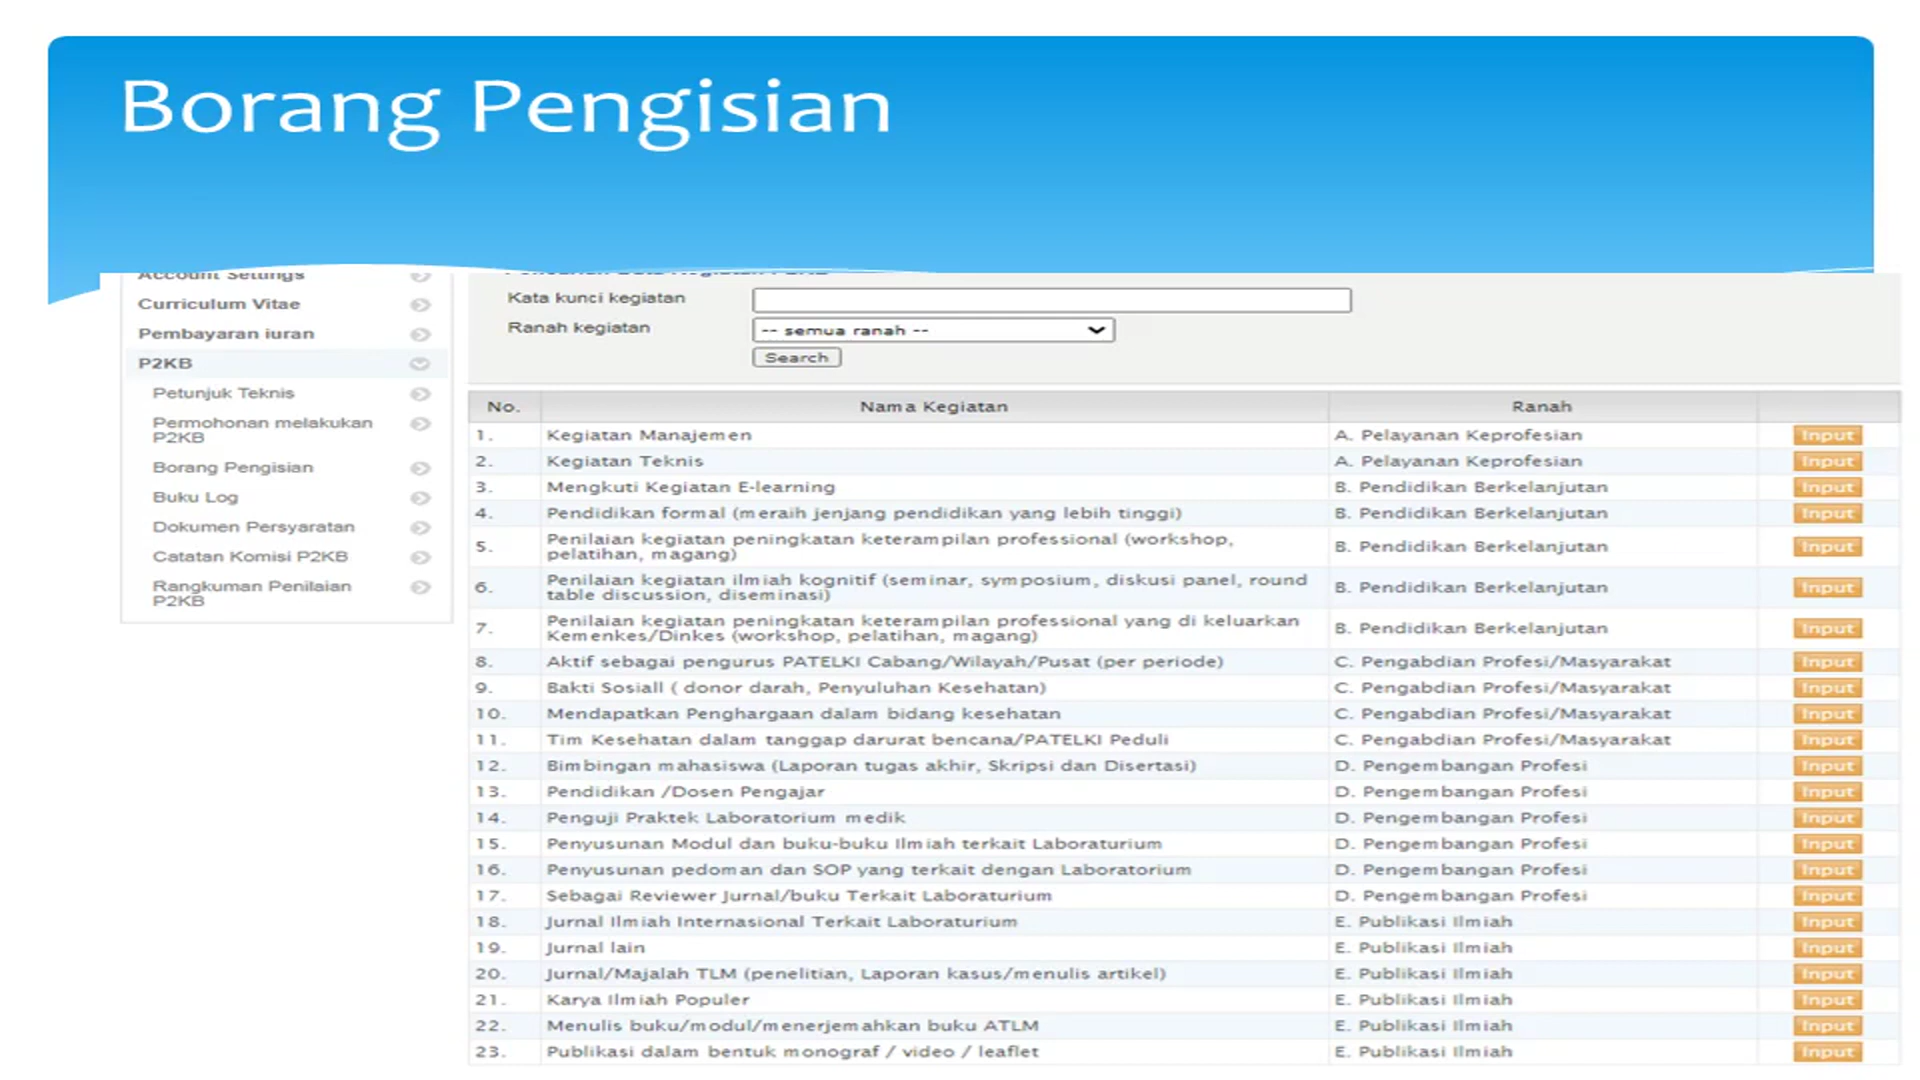 Borang Pengisian
Account Settings
Curriculum Vitae
Pembayaran iuran
P2KB
Petunjuk Teknis
Permohonan melakukan
P2KB
Borang Pengisian
Buku Log
Dokumen Persyaratan
Catatan Komisi P2KB
Rangkuman Penilaian
P2KB
Kata kunci kegiatan
Ranah kegiatan
-- semua ranah --
Search
No. Nama Kegiatan Ranah
1. Kegiatan Manajemen A. Pelayanan Keprofesian Input
2. Kegiatan Teknis A. Pelayanan Keprofesian Input
3. Mengkuti Kegiatan E-learning B. Pendidikan Berkelanjutan Input
4. Pendidikan formal (meraih jenjang pendidikan yang lebih tinggi) B. Pendidikan Berkelanjutan Input
5. Penilaian kegiatan peningkatan keterampilan professional (workshop,
pelatihan, magang) B. Pendidikan Berkelanjutan Input
6. Penilaian kegiatan ilmiah kognitif (seminar, symposium, diskusi panel, round
table discussion, diseminasi) B. Pendidikan Berkelanjutan Input
7. Penilaian kegiatan peningkatan keterampilan professional yang di keluarkan
Kemenkes/Dinkes (workshop, pelatihan, magang) B. Pendidikan Berkelanjutan Input
8. Aktif sebagai pengurus PATELKI Cabang/Wilayah/Pusat (per periode) C. Pengabdian Profesi/Masyarakat Input
9. Bakti Sosiall ( donor darah, Penyuluhan Kesehatan) C. Pengabdian Profesi/Masyarakat Input
10. Mendapatkan Penghargaan dalam bidang kesehatan C. Pengabdian Profesi/Masyarakat Input
11. Tim Kesehatan dalam tanggap darurat bencana/PATELKI Peduli C. Pengabdian Profesi/Masyarakat Input
12. Bimbingan mahasiswa (Laporan tugas akhir, Skripsi dan Disertasi) D. Pengembangan Profesi Input
13. Pendidikan /Dosen Pengajar D. Pengembangan Profesi Input
14. Penguji Praktek Laboratorium medik D. Pengembangan Profesi Input
15. Penyusunan Modul dan buku-buku Ilmiah terkait Laboraturium D. Pengembangan Profesi Input
16. Penyusunan pedoman dan SOP yang terkait dengan Laboratorium D. Pengembangan Profesi Input
17. Sebagai Reviewer Jurnal/buku Terkait Laboraturium D. Pengembangan Profesi Input
18. Jurnal Ilmiah Internasional Terkait Laboraturium E. Publikasi Ilmiah Input
19. Jurnal lain E. Publikasi Ilmiah Input
20. Jurnal/Majalah TLM (penelitian, Laporan kasus/menulis artikel) E. Publikasi Ilmiah Input
21. Karya Ilmiah Populer E. Publikasi Ilmiah Input
22. Menulis buku/modul/menerjemahkan buku ATLM E. Publikasi Ilmiah Input
23. Publikasi dalam bentuk monograf / video / leaflet E. Publikasi Ilmiah Input